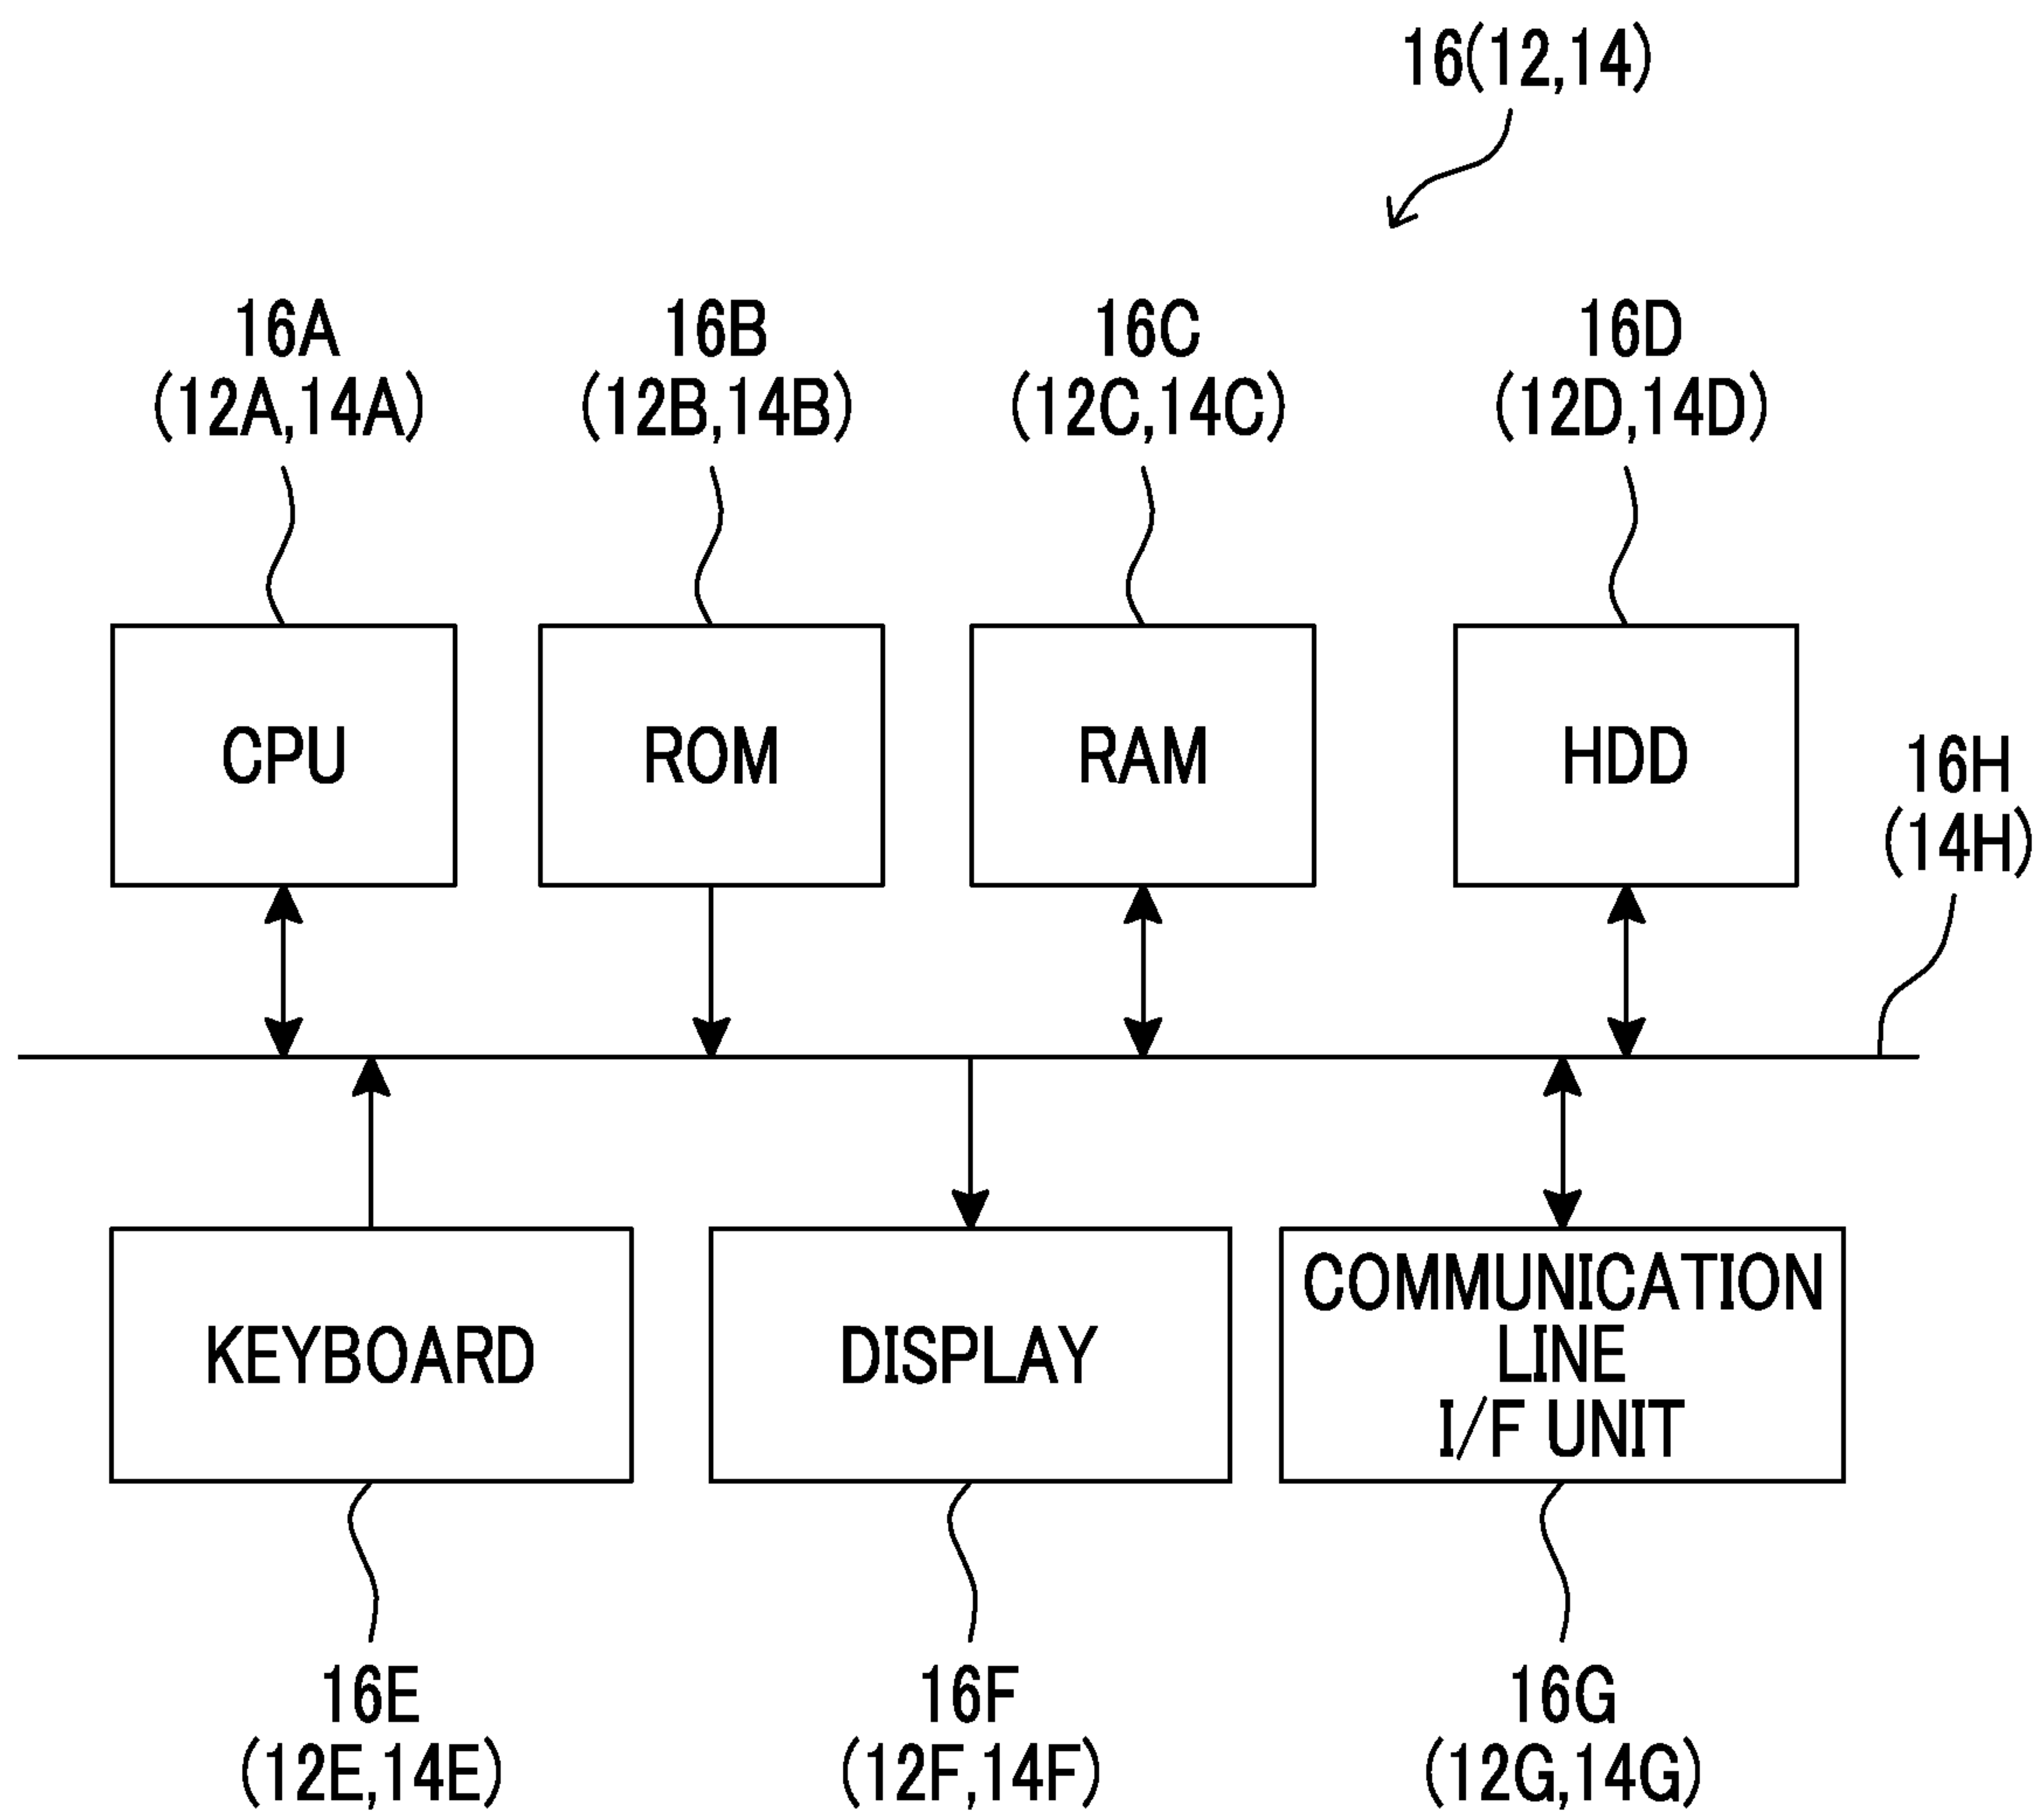 16(12,14)
16A
(12A,14A)
16B
(12B,14B)
16C
(12C,14C)
16D
(12D,14D)
CPU
ROM
RAM
HDD
16H
(14H)
KEYBOARD
DISPLAY
COMMUNICATION
LINE
I/F UNIT
16E
(12E,14E)
16F
(12F,14F)
16G
(12G,14G)